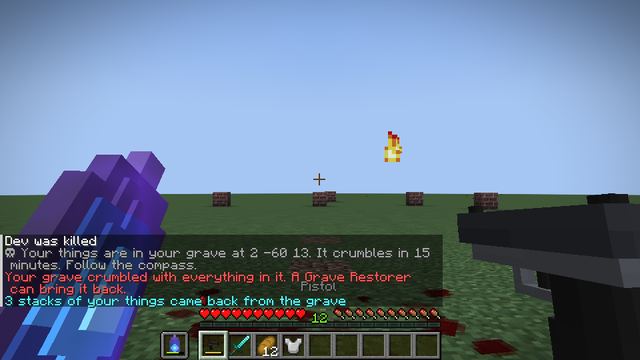 Dev was killed
☠ Your things are in your grave at 2 -60 13. It crumbles in 15
minutes. Follow the compass.
Your grave crumbled with everything in it. A Grave Restorer
can bring it back.
Pistol
3 stacks of your things came back from the grave
12
12